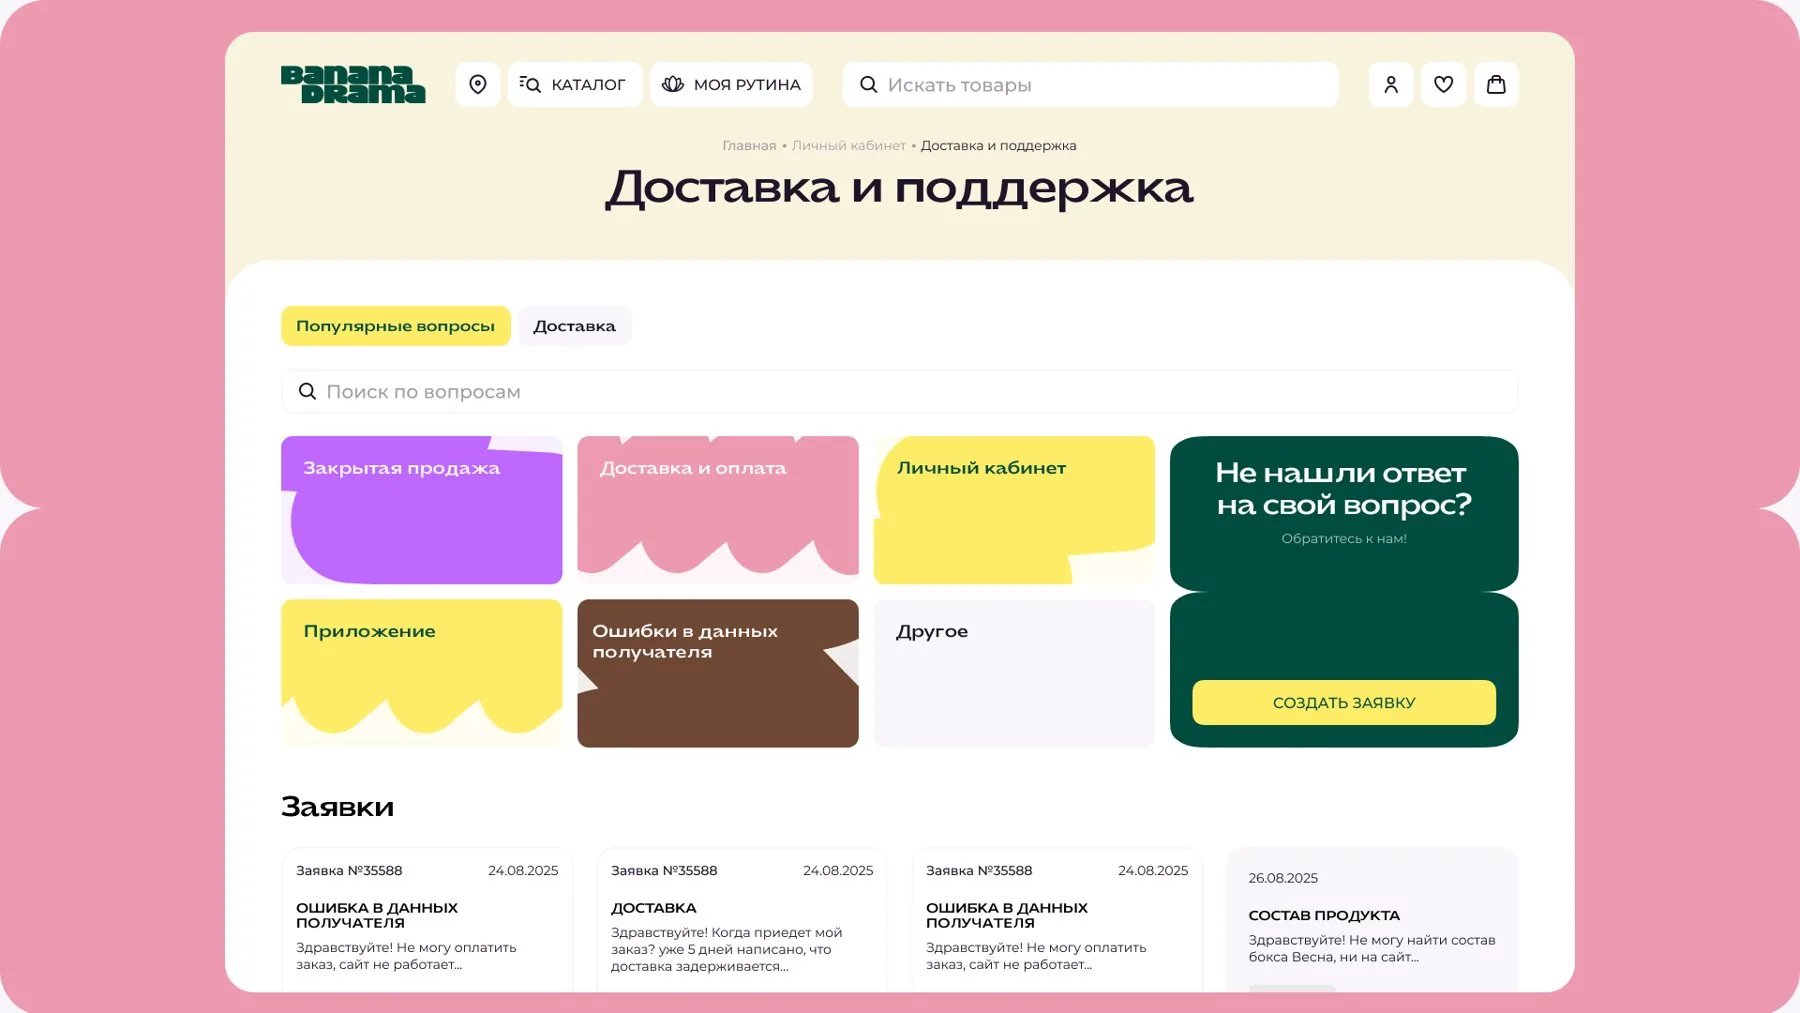 Banana
DRama
КАТАЛОГ
МОЯ РУТИНА
Искать товары
Главная • Личный кабинет • Доставка и поддержка
Доставка и поддержка
Популярные вопросы
Доставка
Поиск по вопросам
Закрытая продажа
Доставка и оплата
Личный кабинет
Не нашли ответ
на свой вопрос?
Обратитесь к нам!
Приложение
Ошибки в данных
получателя
Другое
СОЗДАТЬ ЗАЯВКУ
Заявки
Заявка №35588 24.08.2025
ОШИБКА В ДАННЫХ
ПОЛУЧАТЕЛЯ
Здравствуйте! Не могу оплатить
заказ, сайт не работает...
Заявка №35588 24.08.2025
ДОСТАВКА
Здравствуйте! Когда приедет мой
заказ? уже 5 дней написано, что
доставка задерживается...
Заявка №35588 24.08.2025
ОШИБКА В ДАННЫХ
ПОЛУЧАТЕЛЯ
Здравствуйте! Не могу оплатить
заказ, сайт не работает...
26.08.2025
СОСТАВ ПРОДУКТА
Здравствуйте! Не могу найти состав
бокса Весна, ни на сайт...